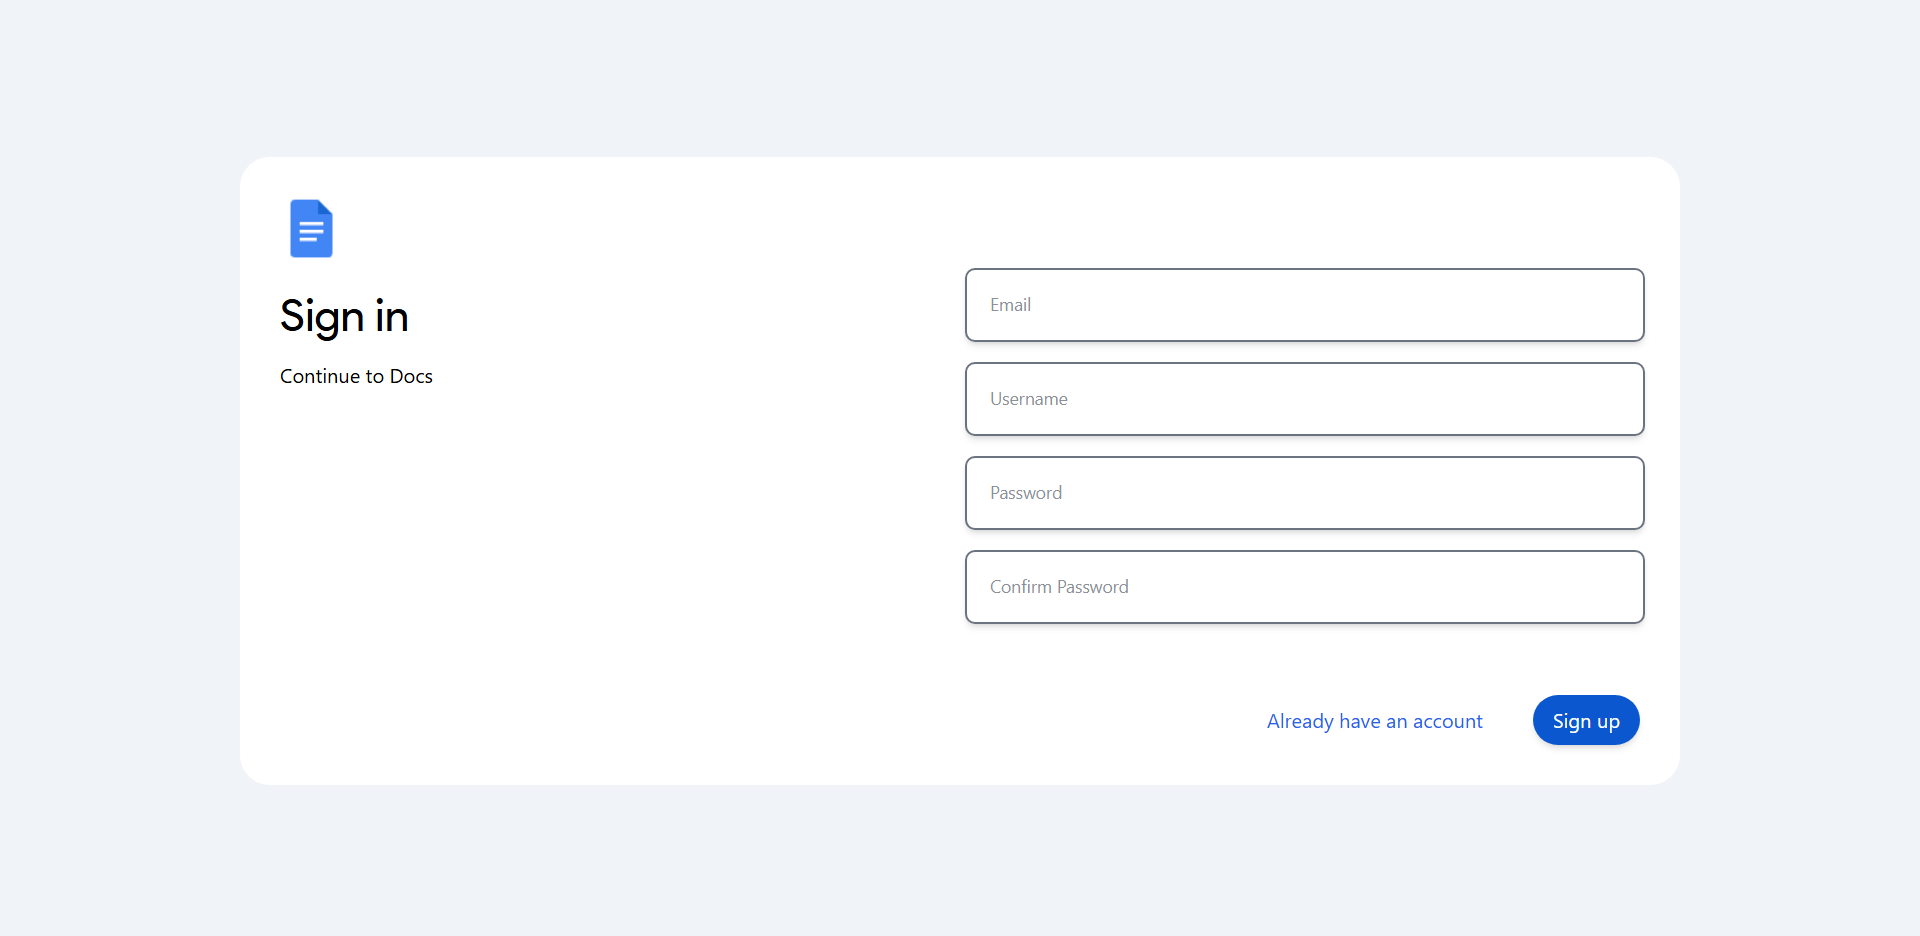 Sign in
Continue to Docs
Email
Username
Password
Confirm Password
Already have an account
Sign up